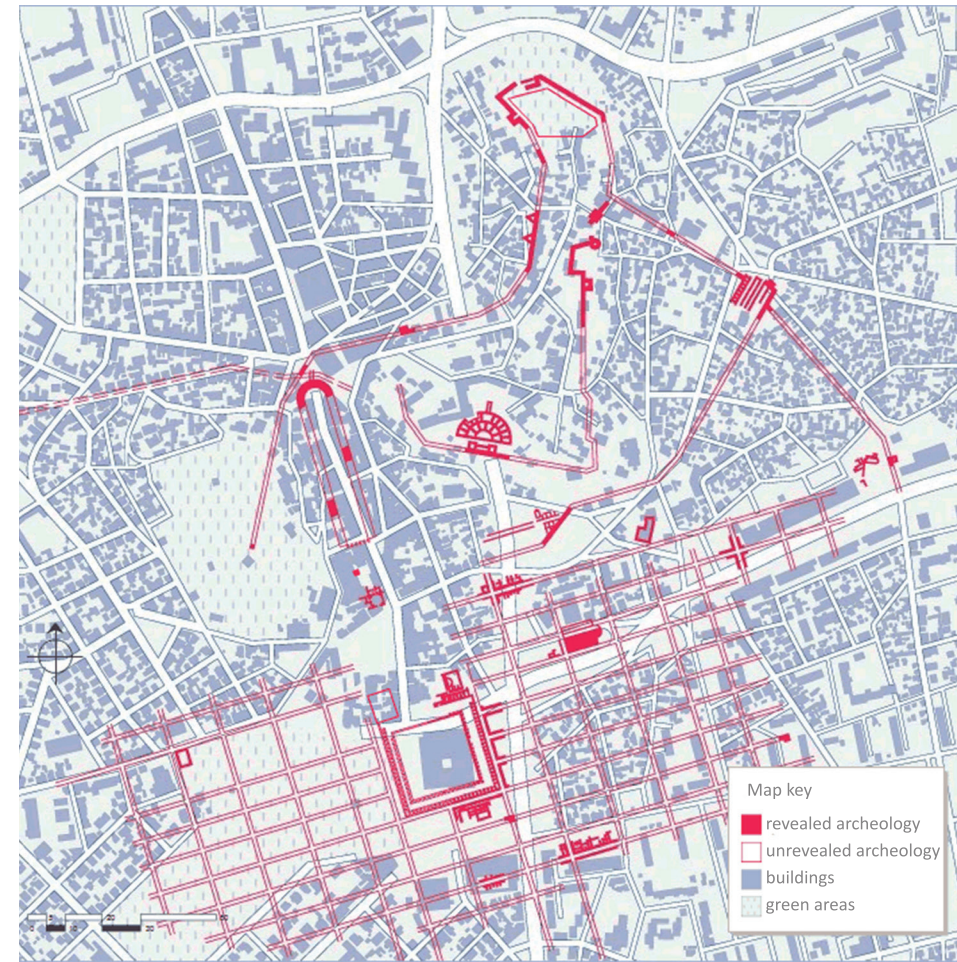 Map key
revealed archeology
unrevealed archeology
buildings
green areas